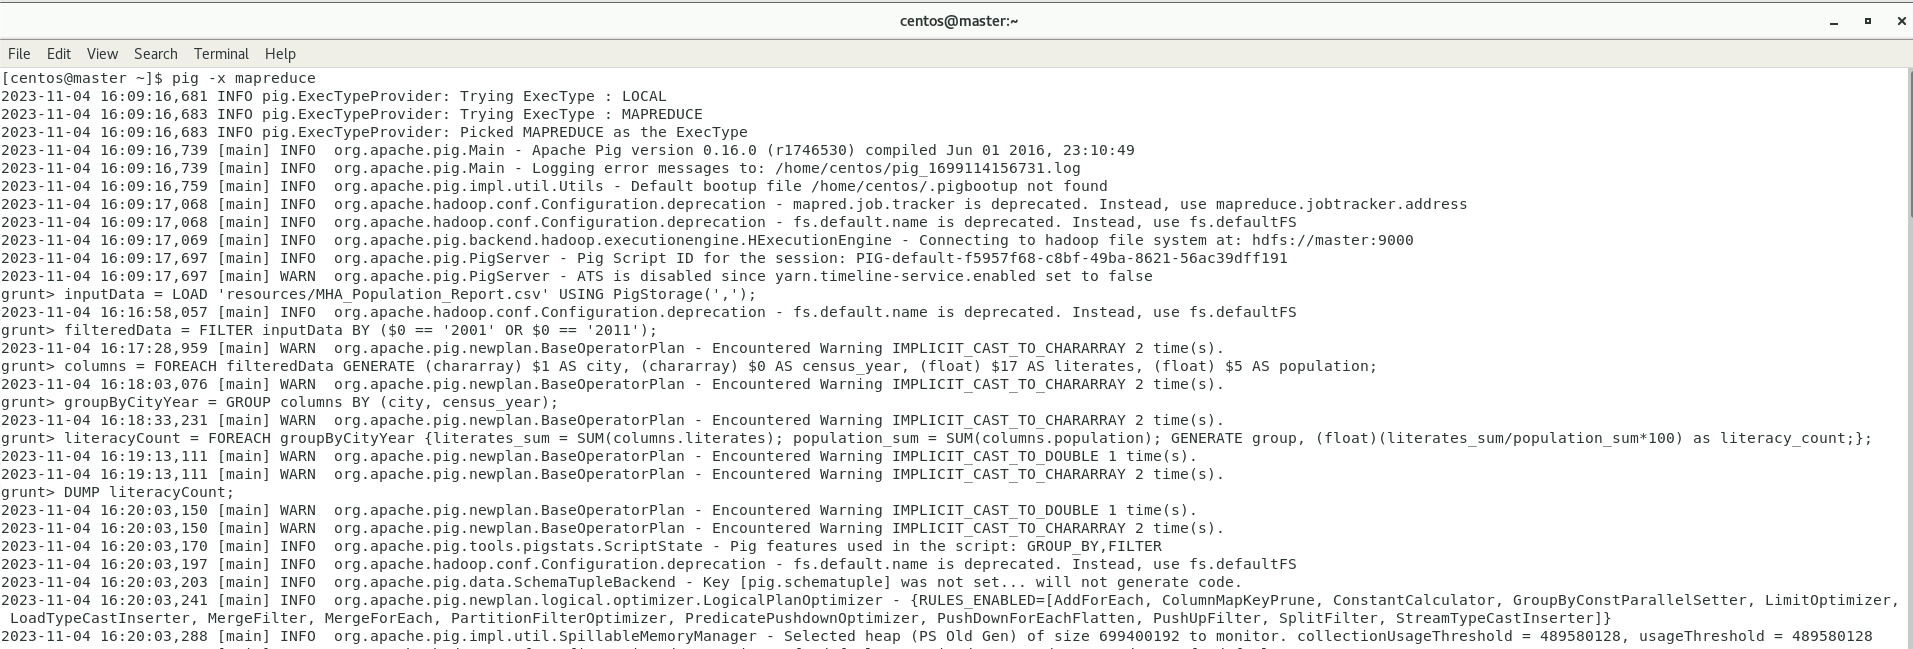 centos@master:~
File Edit View Search Terminal Help
[centos@master ~]$ pig -x mapreduce
2023-11-04 16:09:16,681 INFO pig.ExecTypeProvider: Trying ExecType : LOCAL
2023-11-04 16:09:16,683 INFO pig.ExecTypeProvider: Trying ExecType : MAPREDUCE
2023-11-04 16:09:16,683 INFO pig.ExecTypeProvider: Picked MAPREDUCE as the ExecType
2023-11-04 16:09:16,739 [main] INFO  org.apache.pig.Main - Apache Pig version 0.16.0 (r1746530) compiled Jun 01 2016, 23:10:49
2023-11-04 16:09:16,739 [main] INFO  org.apache.pig.Main - Logging error messages to: /home/centos/pig_1699114156731.log
2023-11-04 16:09:16,759 [main] INFO  org.apache.pig.impl.util.Utils - Default bootup file /home/centos/.pigbootup not found
2023-11-04 16:09:17,068 [main] INFO  org.apache.hadoop.conf.Configuration.deprecation - mapred.job.tracker is deprecated. Instead, use mapreduce.jobtracker.address
2023-11-04 16:09:17,068 [main] INFO  org.apache.hadoop.conf.Configuration.deprecation - fs.default.name is deprecated. Instead, use fs.defaultFS
2023-11-04 16:09:17,069 [main] INFO  org.apache.pig.backend.hadoop.executionengine.HExecutionEngine - Connecting to hadoop file system at: hdfs://master:9000
2023-11-04 16:09:17,697 [main] INFO  org.apache.pig.PigServer - Pig Script ID for the session: PIG-default-f5957f68-c8bf-49ba-8621-56ac39dff191
2023-11-04 16:09:17,697 [main] WARN  org.apache.pig.PigServer - ATS is disabled since yarn.timeline-service.enabled set to false
grunt> inputData = LOAD 'resources/MHA_Population_Report.csv' USING PigStorage(',');
2023-11-04 16:16:58,057 [main] INFO  org.apache.hadoop.conf.Configuration.deprecation - fs.default.name is deprecated. Instead, use fs.defaultFS
grunt> filteredData = FILTER inputData BY ($0 == '2001' OR $0 == '2011');
2023-11-04 16:17:28,959 [main] WARN  org.apache.pig.newplan.BaseOperatorPlan - Encountered Warning IMPLICIT_CAST_TO_CHARARRAY 2 time(s).
grunt> columns = FOREACH filteredData GENERATE (chararray) $1 AS city, (chararray) $0 AS census_year, (float) $17 AS literates, (float) $5 AS population;
2023-11-04 16:18:03,076 [main] WARN  org.apache.pig.newplan.BaseOperatorPlan - Encountered Warning IMPLICIT_CAST_TO_CHARARRAY 2 time(s).
grunt> groupByCityYear = GROUP columns BY (city, census_year);
2023-11-04 16:18:33,231 [main] WARN  org.apache.pig.newplan.BaseOperatorPlan - Encountered Warning IMPLICIT_CAST_TO_CHARARRAY 2 time(s).
grunt> literacyCount = FOREACH groupByCityYear {literates_sum = SUM(columns.literates); population_sum = SUM(columns.population); GENERATE group, (float)(literates_sum/population_sum*100) as literacy_count;};
2023-11-04 16:19:13,111 [main] WARN  org.apache.pig.newplan.BaseOperatorPlan - Encountered Warning IMPLICIT_CAST_TO_DOUBLE 1 time(s).
2023-11-04 16:19:13,111 [main] WARN  org.apache.pig.newplan.BaseOperatorPlan - Encountered Warning IMPLICIT_CAST_TO_CHARARRAY 2 time(s).
grunt> DUMP literacyCount;
2023-11-04 16:20:03,150 [main] WARN  org.apache.pig.newplan.BaseOperatorPlan - Encountered Warning IMPLICIT_CAST_TO_DOUBLE 1 time(s).
2023-11-04 16:20:03,150 [main] WARN  org.apache.pig.newplan.BaseOperatorPlan - Encountered Warning IMPLICIT_CAST_TO_CHARARRAY 2 time(s).
2023-11-04 16:20:03,170 [main] INFO  org.apache.pig.tools.pigstats.ScriptState - Pig features used in the script: GROUP_BY,FILTER
2023-11-04 16:20:03,197 [main] INFO  org.apache.hadoop.conf.Configuration.deprecation - fs.default.name is deprecated. Instead, use fs.defaultFS
2023-11-04 16:20:03,203 [main] INFO  org.apache.pig.data.SchemaTupleBackend - Key [pig.schematuple] was not set... will not generate code.
2023-11-04 16:20:03,241 [main] INFO  org.apache.pig.newplan.logical.optimizer.LogicalPlanOptimizer - {RULES_ENABLED=[AddForEach, ColumnMapKeyPrune, ConstantCalculator, GroupByConstParallelSetter, LimitOptimizer,
 LoadTypeCastInserter, MergeFilter, MergeForEach, PartitionFilterOptimizer, PredicatePushdownOptimizer, PushDownForEachFlatten, PushUpFilter, SplitFilter, StreamTypeCastInserter]}
2023-11-04 16:20:03,288 [main] INFO  org.apache.pig.impl.util.SpillableMemoryManager - Selected heap (PS Old Gen) of size 699400192 to monitor. collectionUsageThreshold = 489580128, usageThreshold = 489580128